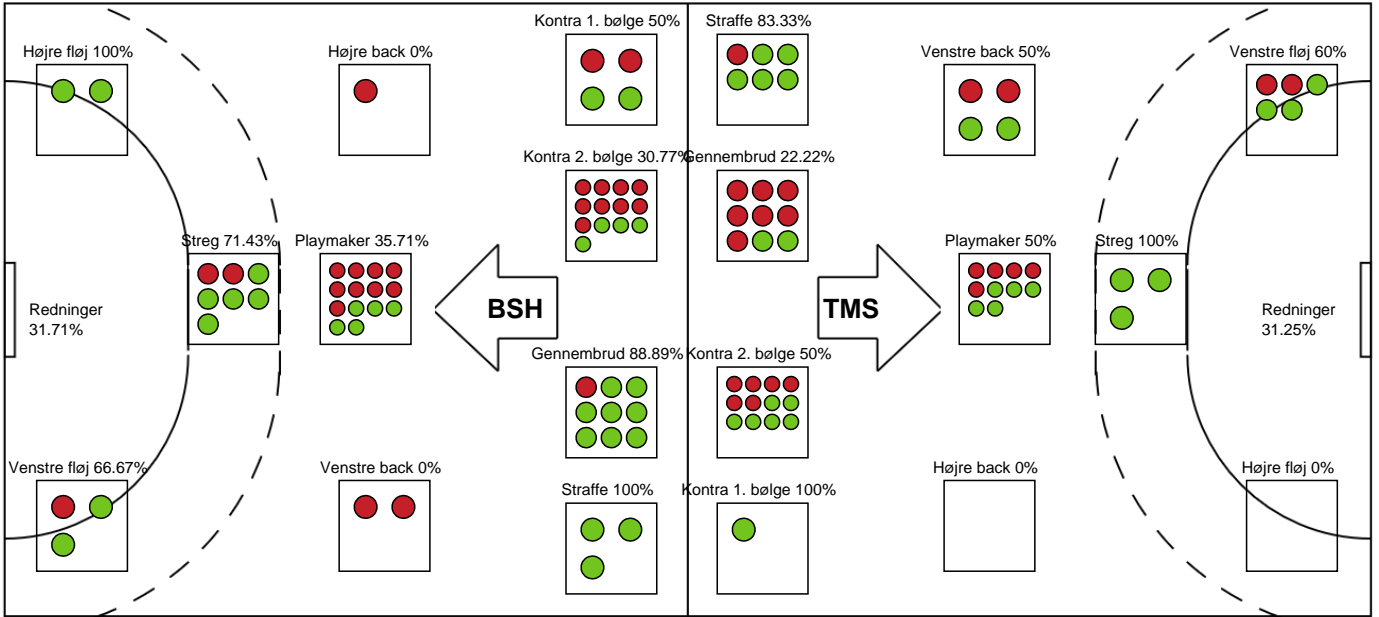 Kontra 1. bølge 50%
Straffe 83.33%
Højre fløj 100%
Højre back 0%
Venstre back 50%
Venstre fløj 60%
Kontra 2. bølge 30.77%
Gennembrud 22.22%
Streg 71.43%
Playmaker 35.71%
Playmaker 50%
Streg 100%
Redninger
31.71%
BSH
TMS
Redninger
31.25%
Gennembrud 88.89%
Kontra 2. bølge 50%
Venstre fløj 66.67%
Venstre back 0%
Straffe 100%
Kontra 1. bølge 100%
Højre back 0%
Højre fløj 0%